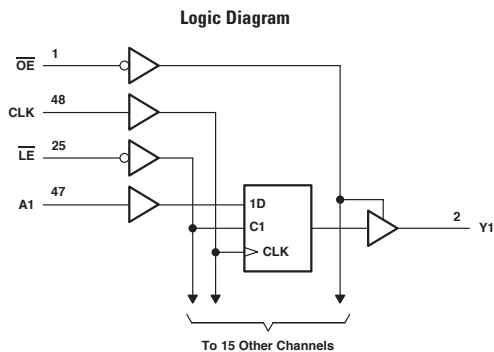 Logic Diagram
OE 1
CLK 48
LE 25
A1 47
1D
C1
CLK
2 Y1
To 15 Other Channels